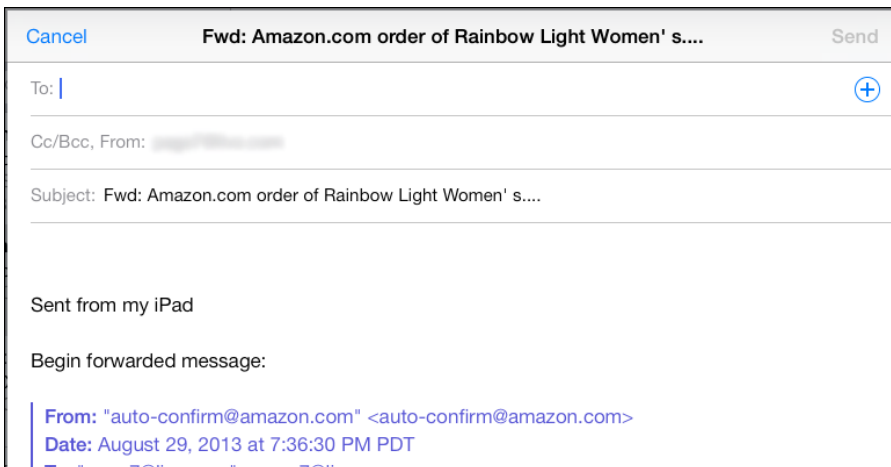 Cancel Fwd: Amazon.com order of Rainbow Light Women' s.... Send
To:
Cc/Bcc, From:
Subject: Fwd: Amazon.com order of Rainbow Light Women' s....
Sent from my iPad
Begin forwarded message:
From: "auto-confirm@amazon.com" <auto-confirm@amazon.com>
Date: August 29, 2013 at 7:36:30 PM PDT